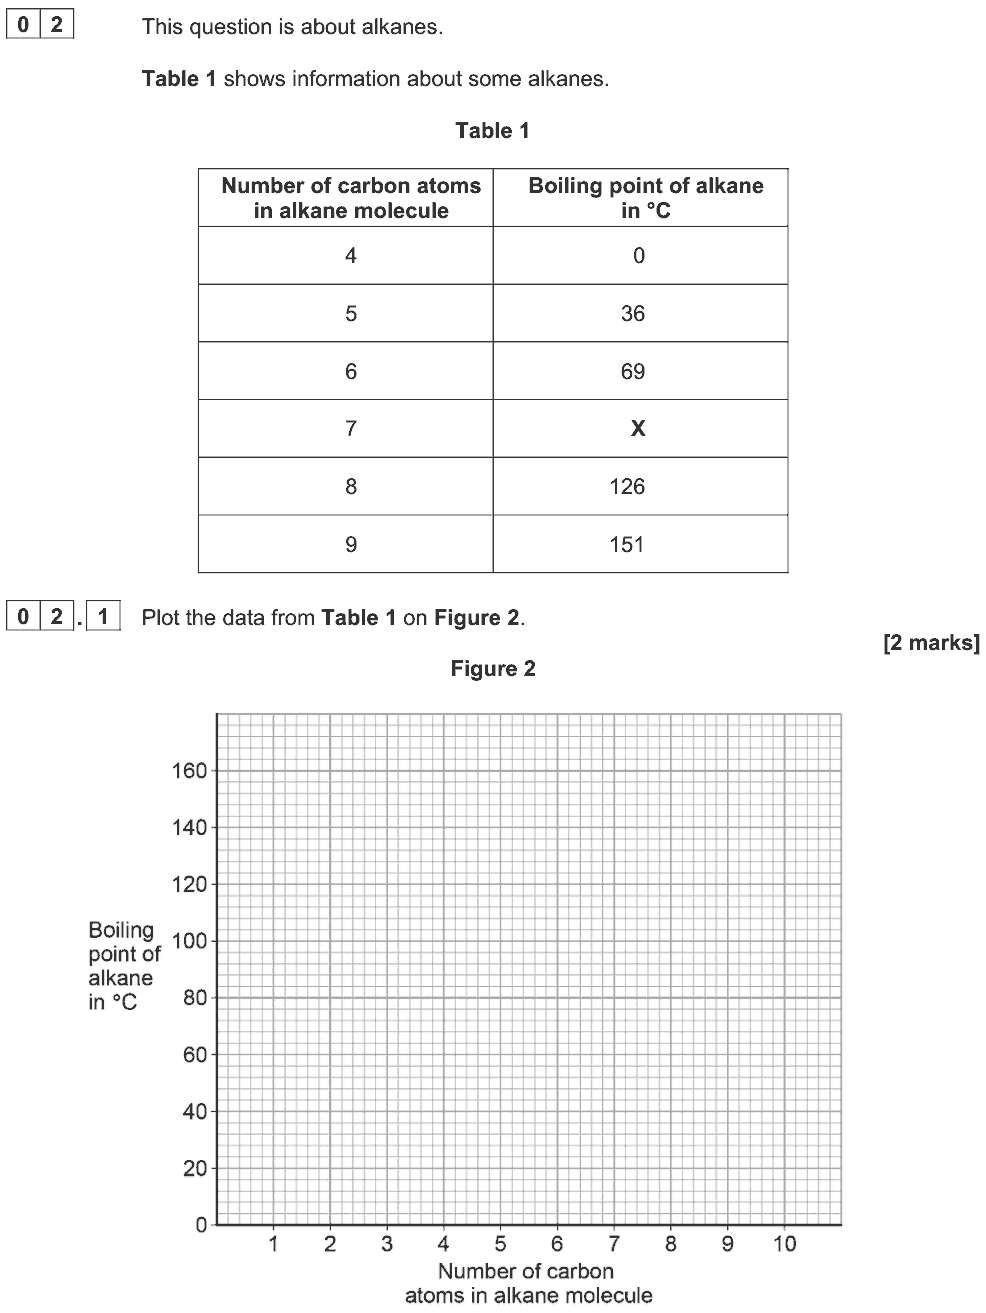 0 2 This question is about alkanes.
Table 1 shows information about some alkanes.
Table 1
Number of carbon atoms in alkane molecule Boiling point of alkane in °C
4 0
5 36
6 69
7 X
8 126
9 151
0 2 . 1 Plot the data from Table 1 on Figure 2.
[2 marks]
Figure 2
160
140
120
Boiling
point of
alkane
in °C
100
80
60
40
20
0
1 2 3 4 5 6 7 8 9 10
Number of carbon
atoms in alkane molecule